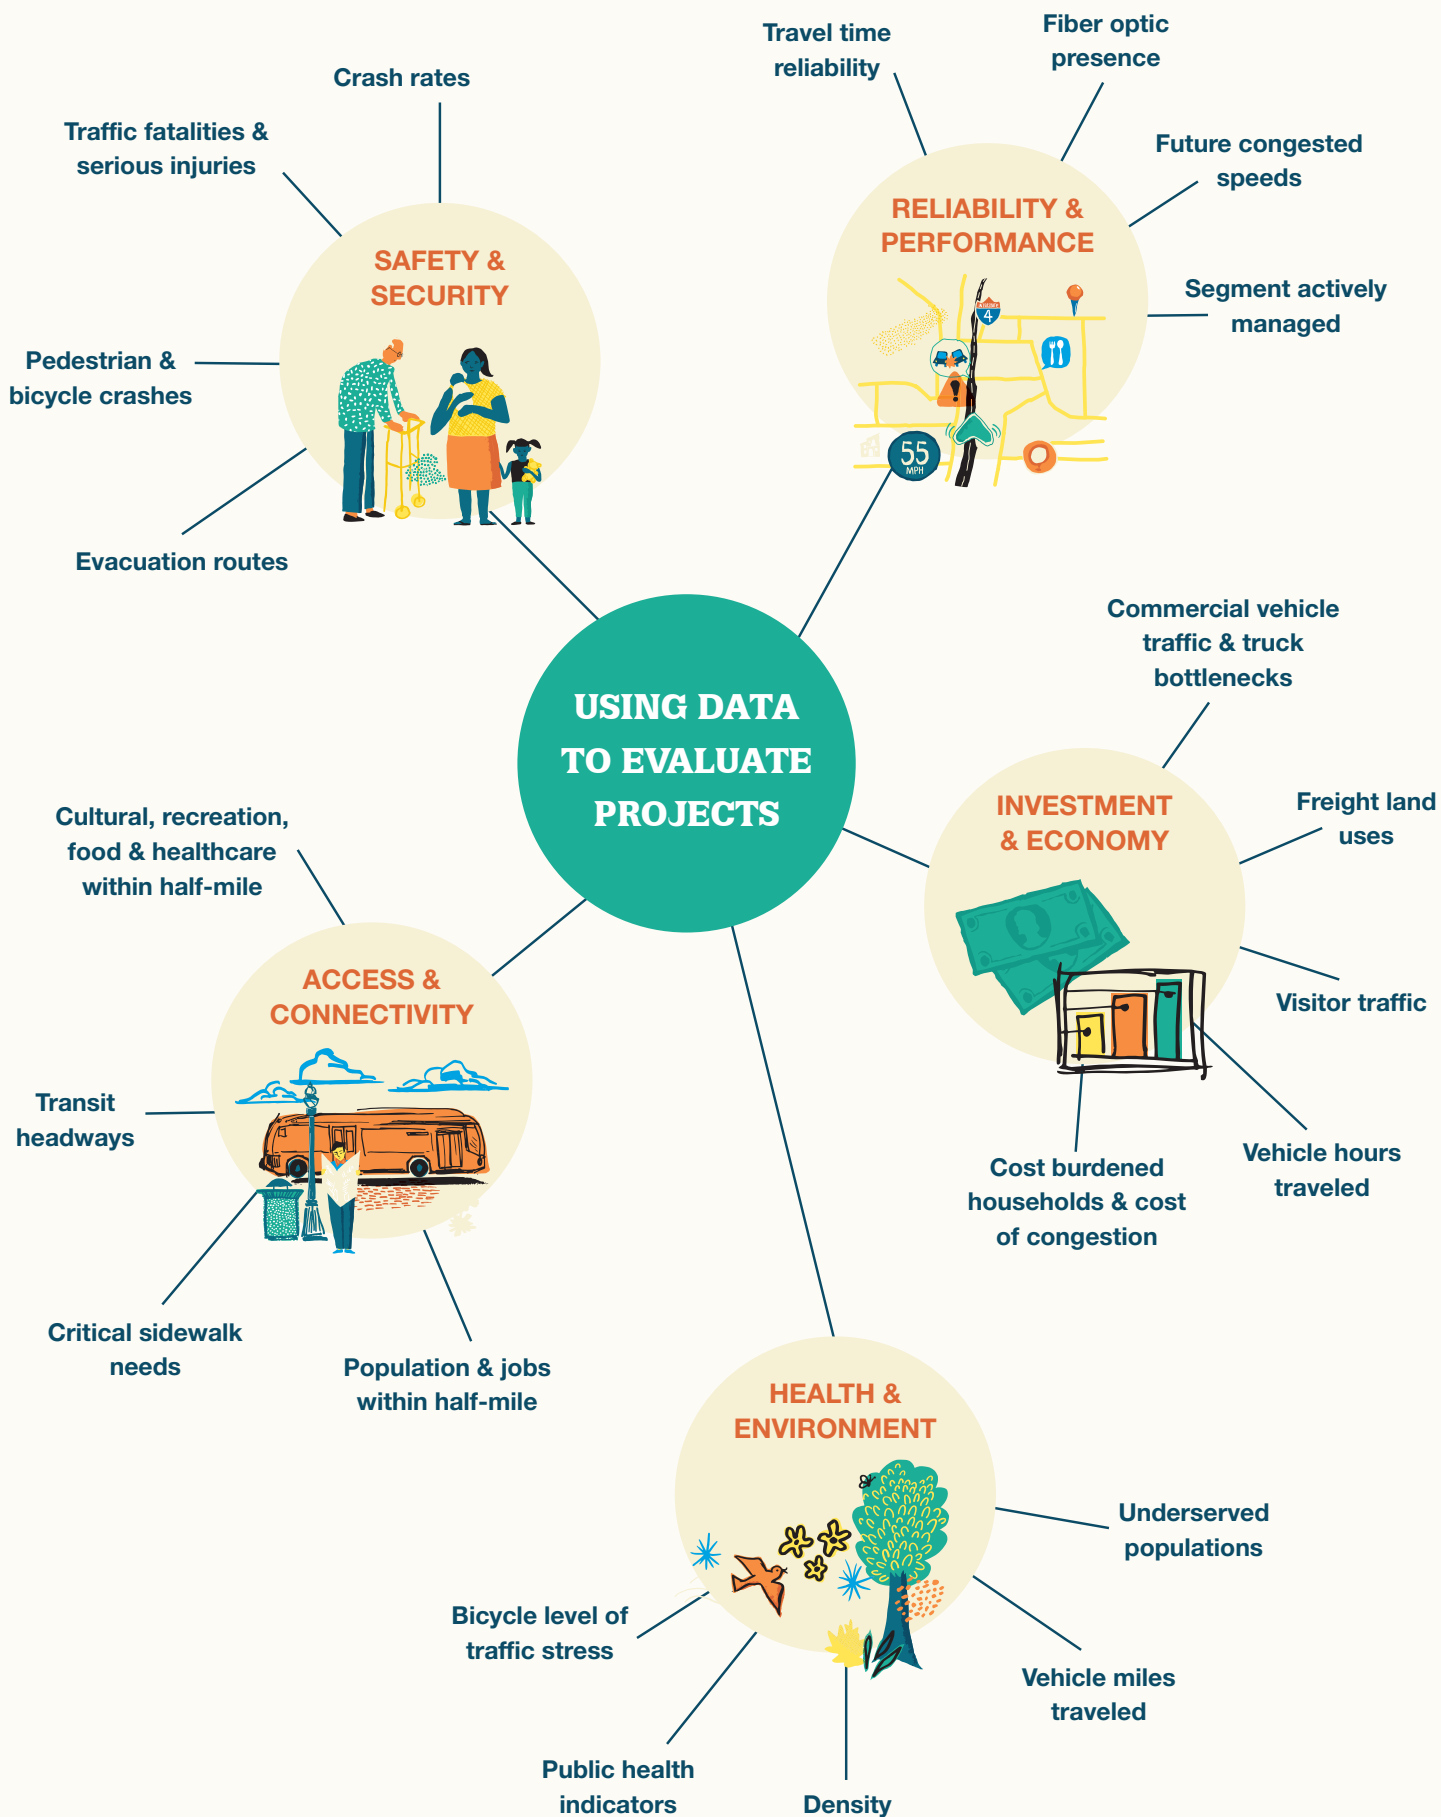 Crash rates
Traffic fatalities &
serious injuries
SAFETY &
SECURITY
Pedestrian &
bicycle crashes
Evacuation routes
Travel time
reliability
Fiber optic
presence
Future congested
speeds
RELIABILITY &
PERFORMANCE
Segment actively
managed
4
55
MPH
USING DATA
TO EVALUATE
PROJECTS
Commercial vehicle
traffic & truck
bottlenecks
INVESTMENT
& ECONOMY
Freight land
uses
Visitor traffic
Vehicle hours
traveled
Cost burdened
households & cost
of congestion
Cultural, recreation,
food & healthcare
within half-mile
ACCESS &
CONNECTIVITY
Transit
headways
Critical sidewalk
needs
Population & jobs
within half-mile
HEALTH &
ENVIRONMENT
Underserved
populations
Bicycle level of
traffic stress
Vehicle miles
traveled
Public health
indicators
Density